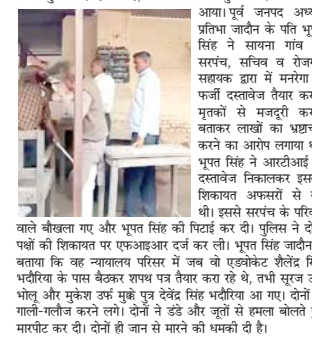 आया। पूर्व जनपद अध्य
प्रतिभा जादौन के पति भूप
सिंह ने सायना गांव
सरपंच, सचिव व रोजग
सहायक द्वारा में मनरेगा
फर्जी दस्तावेज तैयार कर
मृतकों से मजदूरी कर
बताकर लाखों का भ्रष्टाच
करने का आरोप लगाया थ
भूपत सिंह ने आरटीआई
दस्तावेज निकालकर इस
शिकायत अफसरों से
थी। इससे सरपंच के परि
वाले बौखला गए और भूपत सिंह की पिटाई कर दी। पुलिस ने दो
पक्षों की शिकायत पर एफआइआर दर्ज कर ली। भूपत सिंह जादौन
बताया कि वह न्यायालय परिसर में जब वो एडवोकेट शैलेंद्र सि
भदौरिया के पास बैठकर शपथ पत्र तैयार करा रहे थे, तभी सूरज उ
भोलू और मुकेश उर्फ मुक्के पुत्र देवेंद्र सिंह भदौरिया आ गए। दोनों
गाली-गलौज करने लगे। दोनों ने डंडे और जूतों से हमला बोलते
मारपीट कर दी। दोनों ही जान से मारने की धमकी दी है।